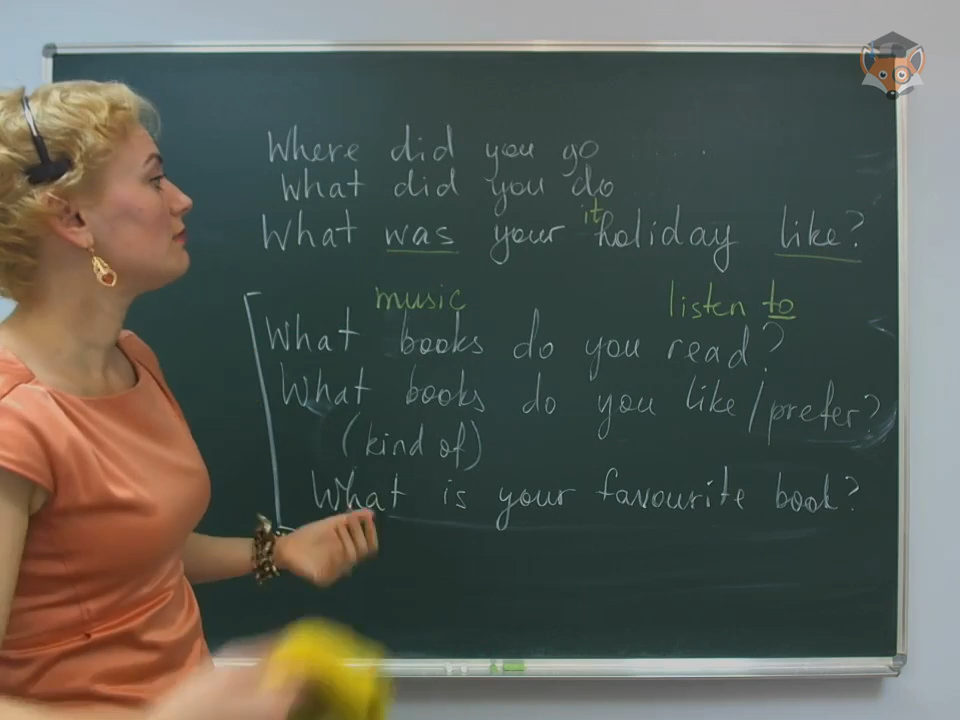 Where did you go .....
What did you do
it
What was your holiday like?
music listen to
What books do you read?
What books do you like/prefer?
(kind of)
What is your favourite book?